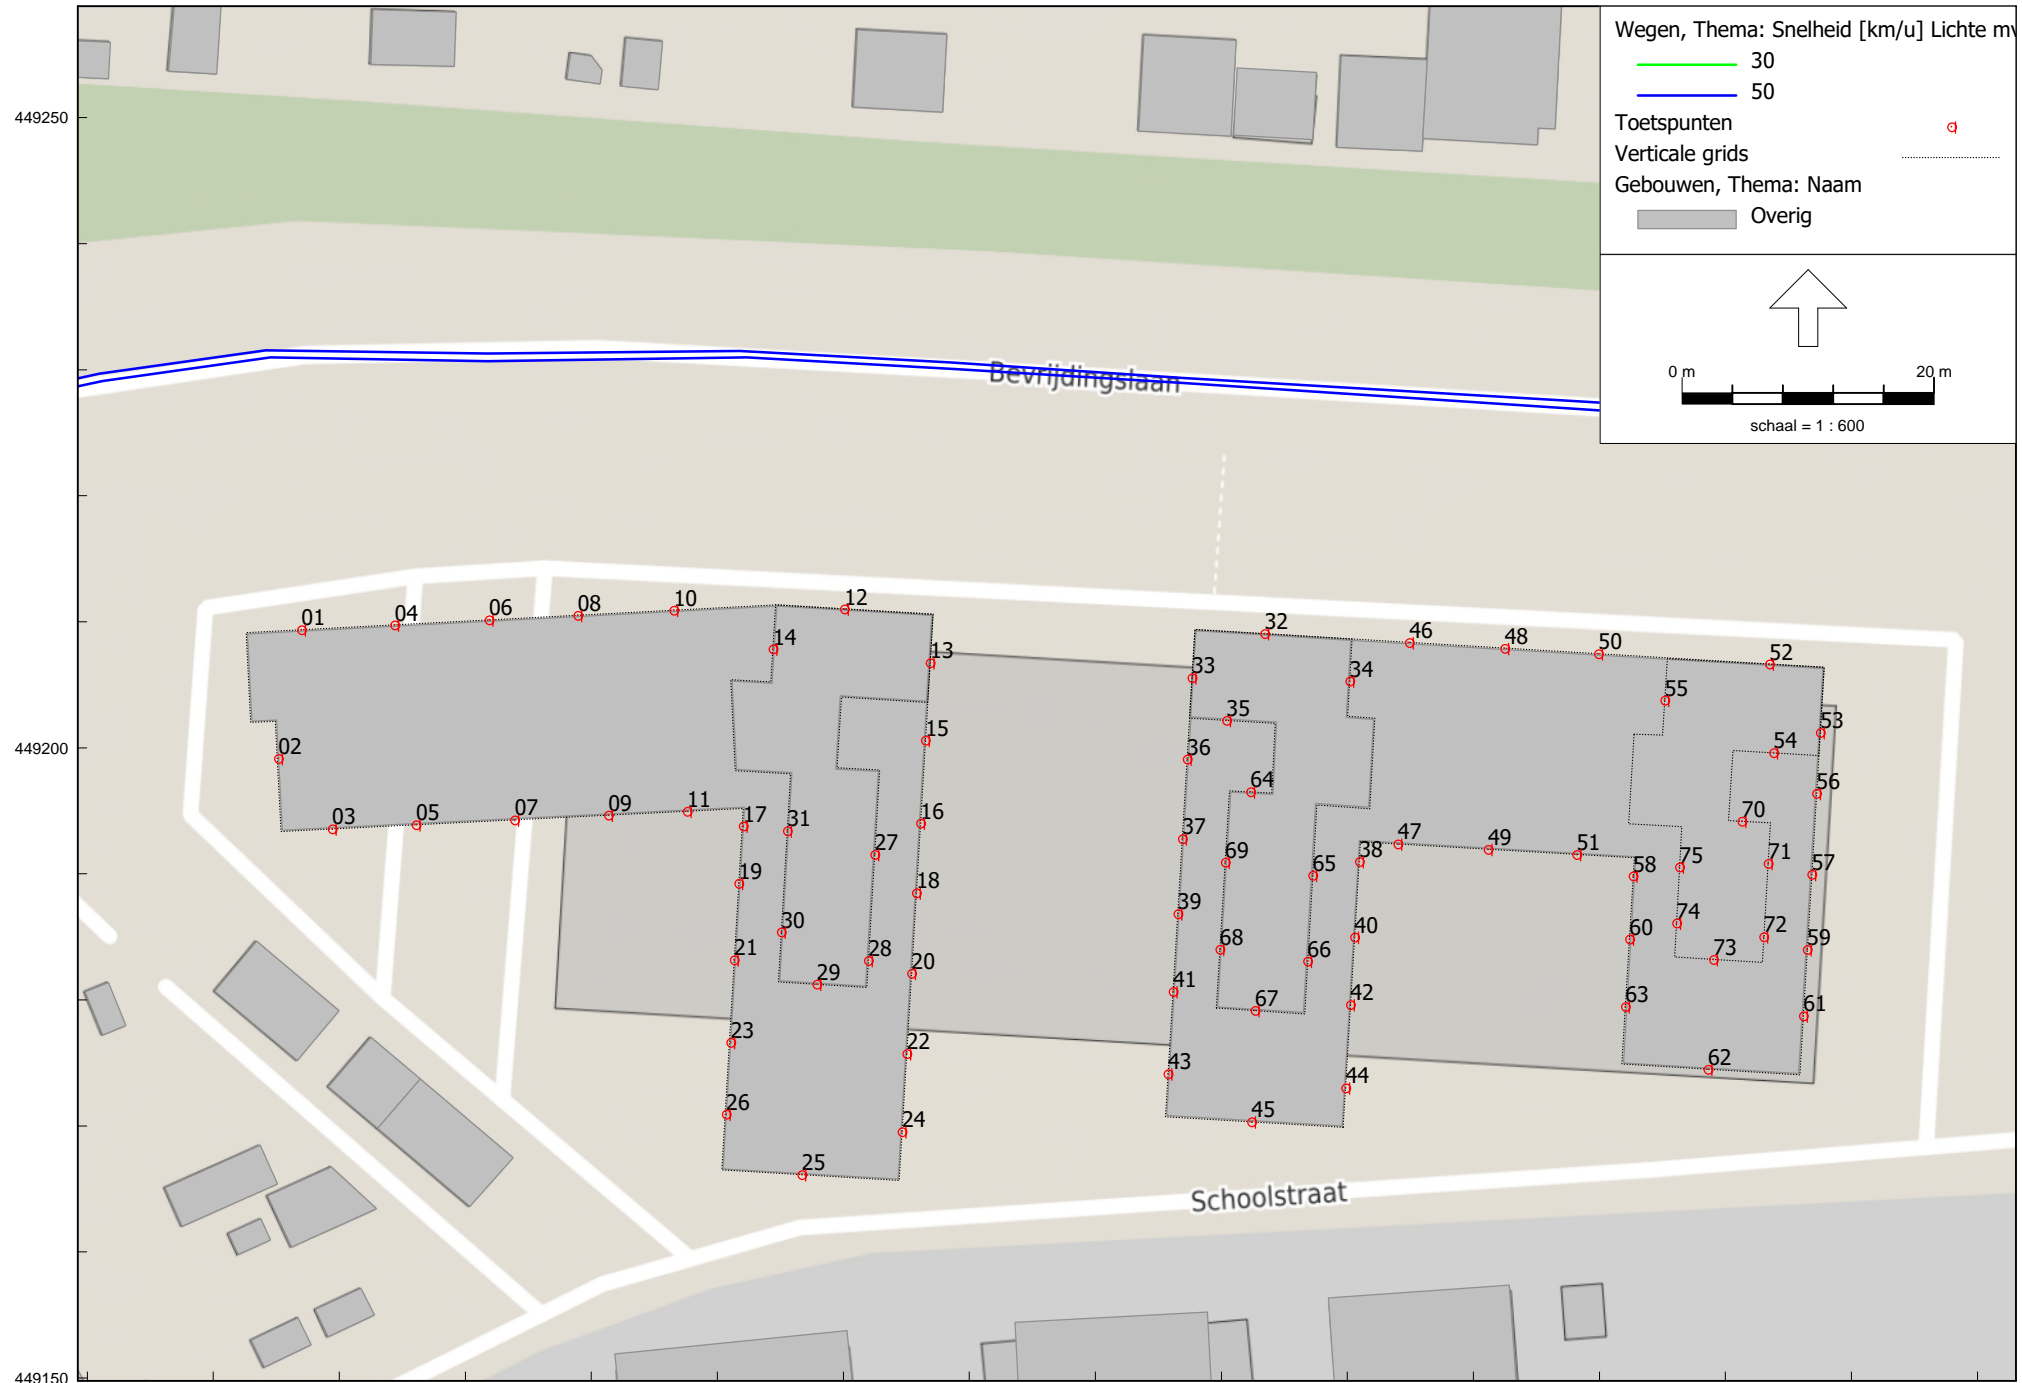 Wegen, Thema: Snelheid [km/u] Lichte mv
30
50
Toetspunten
Verticale grids
Gebouwen, Thema: Naam
Overig
0 m 20 m
schaal = 1 : 600
449250
Bevrijdingslaan
01 04 06 08 10 12
14
13
32 46 48 50 52
33 34 55
35 53
449200
02 15 36 54
56
64
03 05 07 09 11 17 16 70
31 37 47 49 51
27 69 65 38 58 75 71 57
19 18
39
30 40 60 74 72 59
21 28 20 68 66 73
29 41 67 42 63 61
23 22
43 44 62
26 24 45
25
Schoolstraat
449150